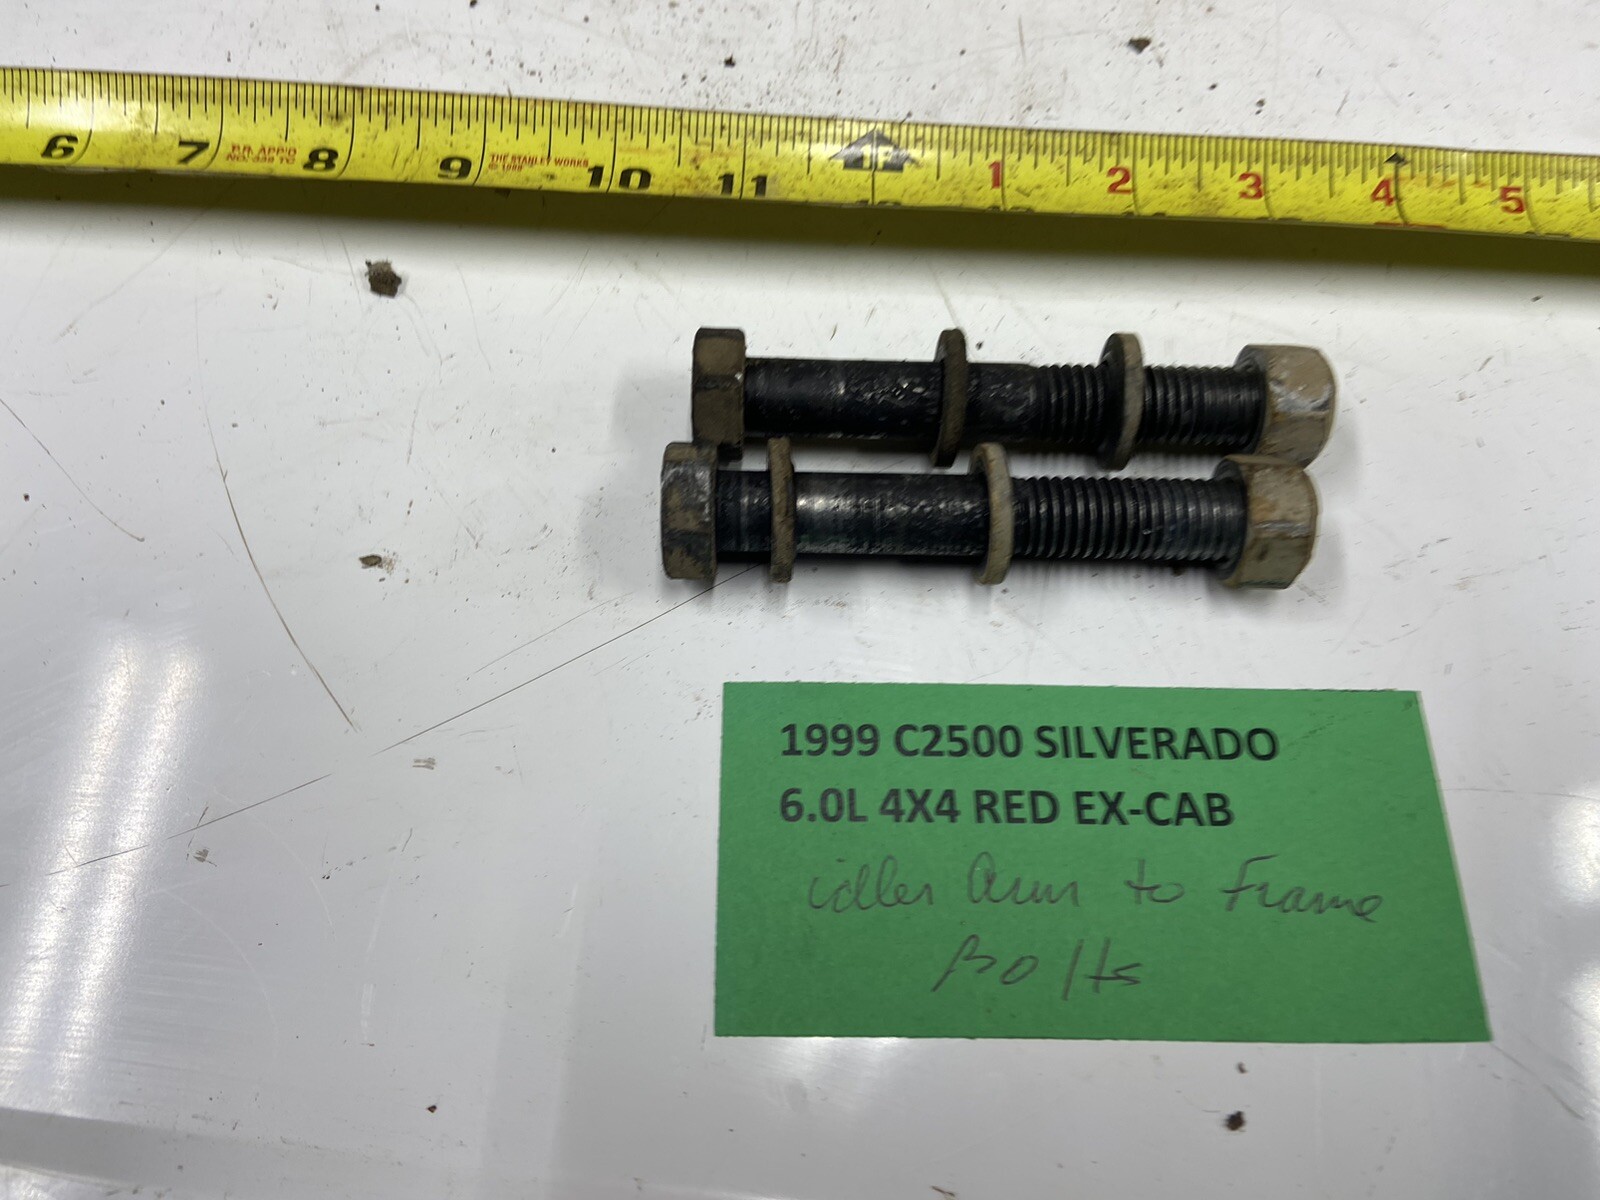 6 7 P.R. APP'D 8 9 THE STANLEY WORKS 10 11 1 2 3 4 5
1999 C2500 SILVERADO
6.0L 4X4 RED EX-CAB
idler Arm to Frame
Bolts